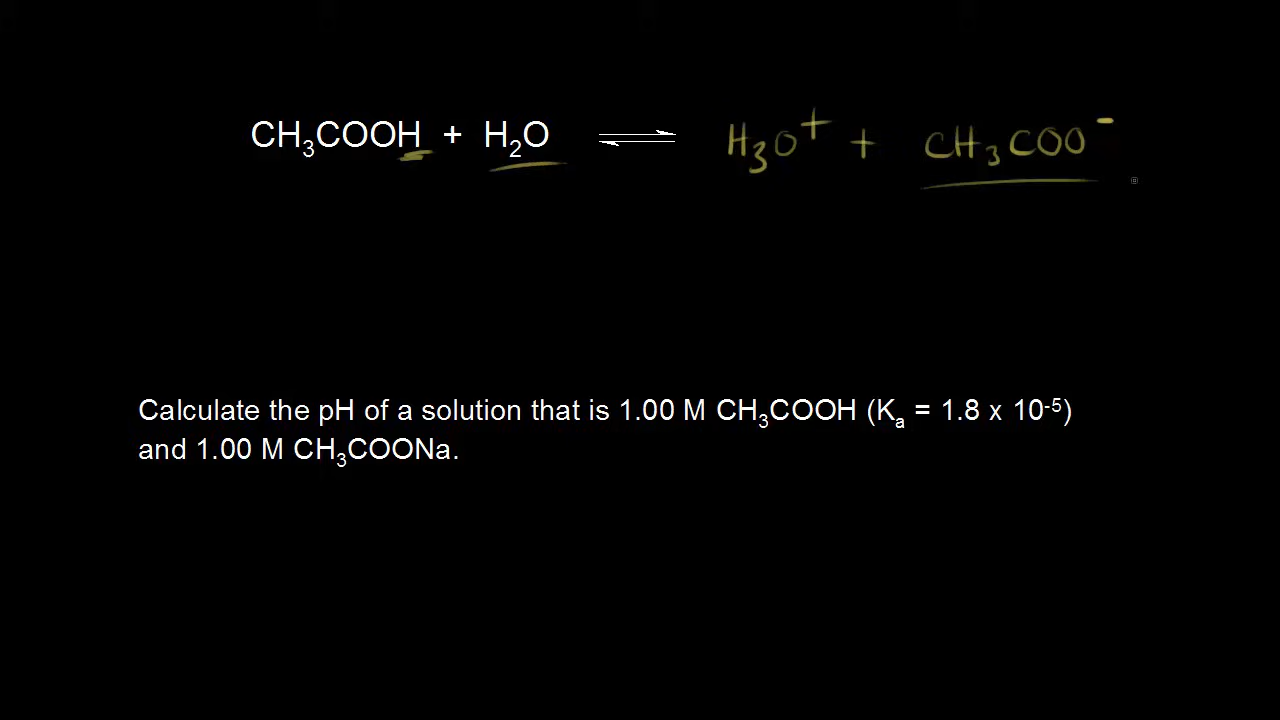 CH₃COOH + H₂O ⇌ H₃O⁺ + CH₃COO⁻
Calculate the pH of a solution that is 1.00 M CH₃COOH (Kₐ = 1.8 x 10⁻⁵)
and 1.00 M CH₃COONa.